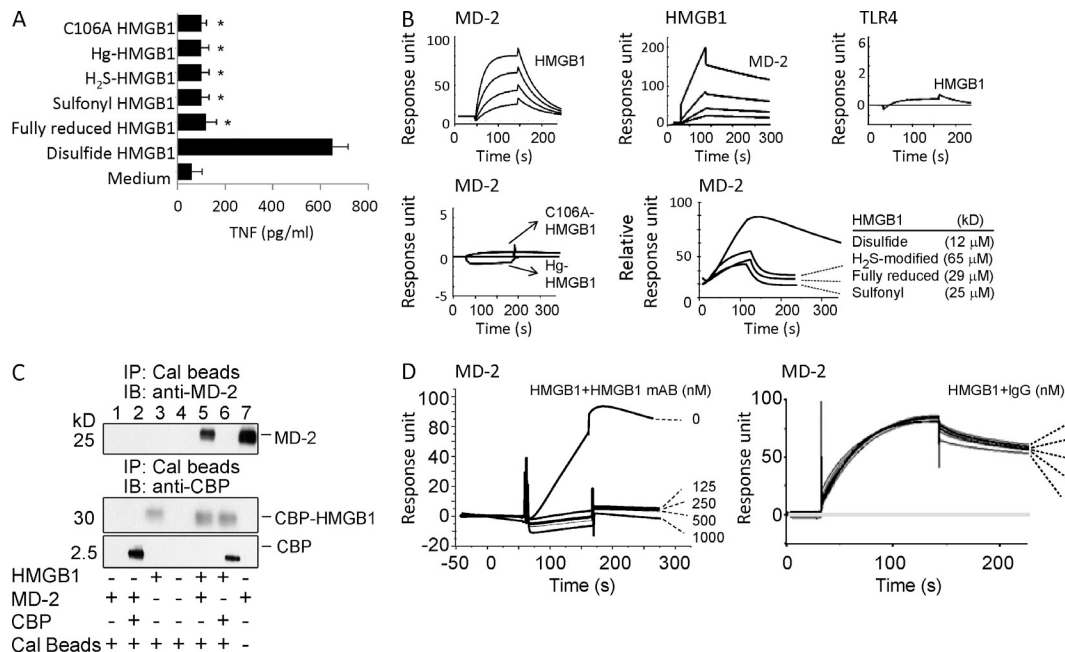 A
C106A HMGB1
Hg-HMGB1
H2S-HMGB1
Sulfonyl HMGB1
Fully reduced HMGB1
Disulfide HMGB1
Medium
* * * * *
0 200 400 600 800
TNF (pg/ml)
B
MD-2
Response unit
100
50
0
HMGB1
0 100 200
Time (s)
HMGB1
Response unit
200
100
0
MD-2
0 100 200 300
Time (s)
TLR4
Response unit
6
2
0
HMGB1
0 100 200
Time (s)
MD-2
Response unit
5
0
-5
C106A-
HMGB1
Hg-
HMGB1
0 100 200 300
Time (s)
MD-2
Relative
Response unit
100
50
0
0 100 200 300 400
Time (s)
HMGB1 (kD)
Disulfide (12 µM)
H2S-modified (65 µM)
Fully reduced (29 µM)
Sulfonyl (25 µM)
C
IP: Cal beads
IB: anti-MD-2
kD 1 2 3 4 5 6 7
25 MD-2
IP: Cal beads
IB: anti-CBP
30 CBP-HMGB1
2.5 CBP
HMGB1 - - + - + + -
MD-2 + + - - + - +
CBP - + - - - + -
Cal Beads + + + + + + -
D
MD-2
HMGB1+HMGB1 mAB (nM)
Response unit
100
80
60
40
20
0
-20
0
125
250
500
1000
-50 0 50 100 150 200 250 300
Time (s)
MD-2
HMGB1+IgG (nM)
Response unit
100
50
0
0 100 200
Time (s)